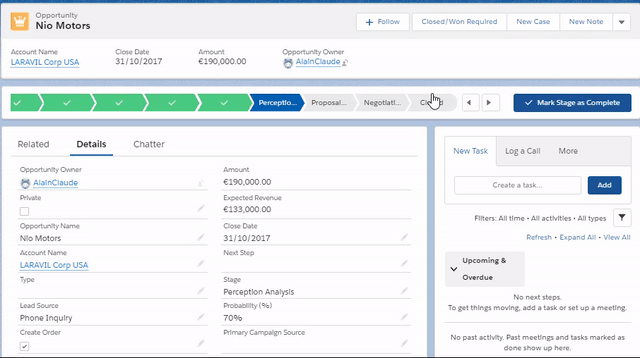 Opportunity
Nio Motors
+ Follow
Closed/Won Required
New Case
New Note
Account Name
Close Date
Amount
Opportunity Owner
LARAVIL Corp USA
31/10/2017
€190,000.00
AlainClaude
Perceptio...
Proposal...
Negotiati...
Mark Stage as Complete
Related
Details
Chatter
Opportunity Owner
AlainClaude
Amount
€190,000.00
Private
Expected Revenue
€133,000.00
Opportunity Name
Nio Motors
Close Date
31/10/2017
Account Name
LARAVIL Corp USA
Next Step
Type
Stage
Perception Analysis
Lead Source
Phone Inquiry
Probability (%)
70%
Create Order
Primary Campaign Source
New Task
Log a Call
More
Create a task...
Add
Filters: All time • All activities • All types
Refresh • Expand All • View All
Upcoming &
Overdue
No next steps.
To get things moving, add a task or set up a meeting.
No past activity. Past meetings and tasks marked as
done show up here.